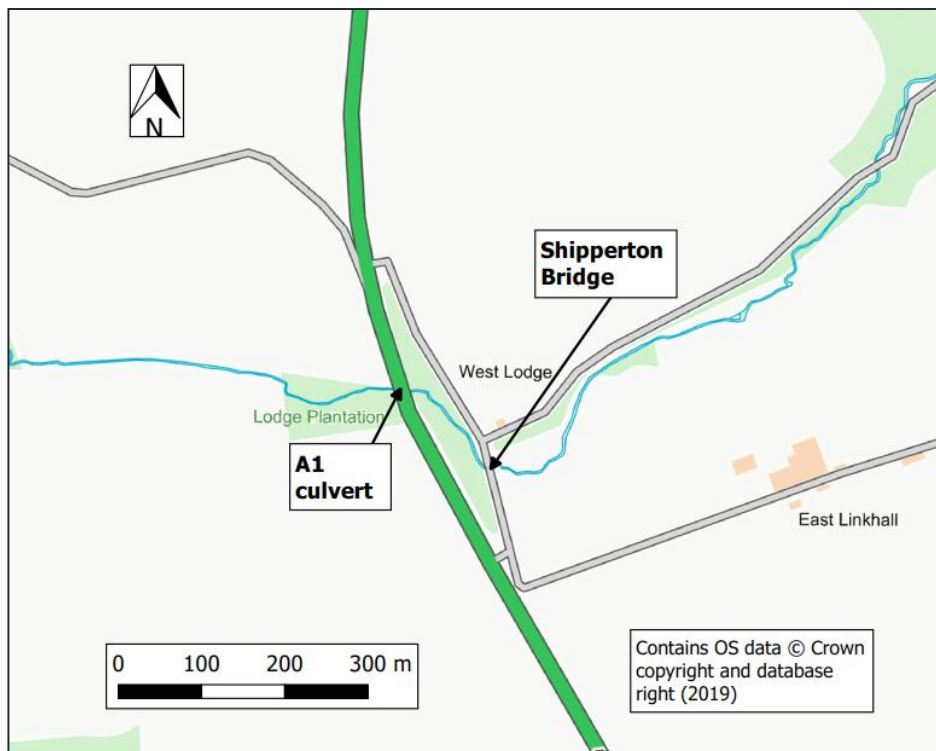 N
Shipperton
Bridge
West Lodge
Lodge Plantation
A1
culvert
East Linkhall
0 100 200 300 m
Contains OS data © Crown
copyright and database
right (2019)